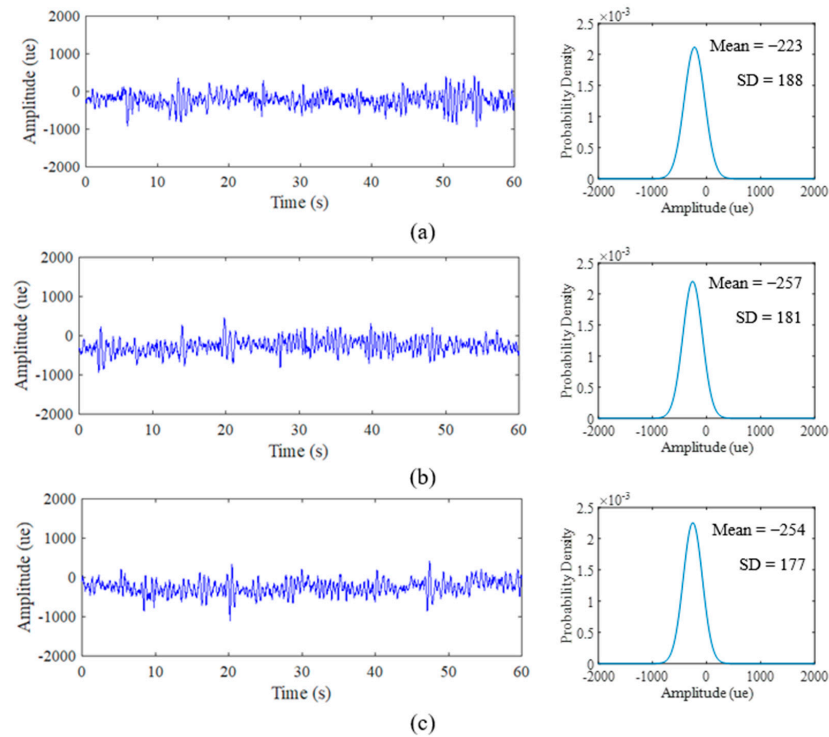 2000
1000
0
-1000
-2000
Amplitude (ue)
0 10 20 30 40 50 60
Time (s)
×10⁻³
2.5
2
1.5
1
0.5
0
Probability Density
Mean = −223
SD = 188
-2000 -1000 0 1000 2000
Amplitude (ue)
(a)
2000
1000
0
-1000
-2000
Amplitude (ue)
0 10 20 30 40 50 60
Time (s)
×10⁻³
2.5
2
1.5
1
0.5
0
Probability Density
Mean = −257
SD = 181
-2000 -1000 0 1000 2000
Amplitude (ue)
(b)
2000
1000
0
-1000
-2000
Amplitude (ue)
0 10 20 30 40 50 60
Time (s)
×10⁻³
2.5
2
1.5
1
0.5
0
Probability Density
Mean = −254
SD = 177
-2000 -1000 0 1000 2000
Amplitude (ue)
(c)